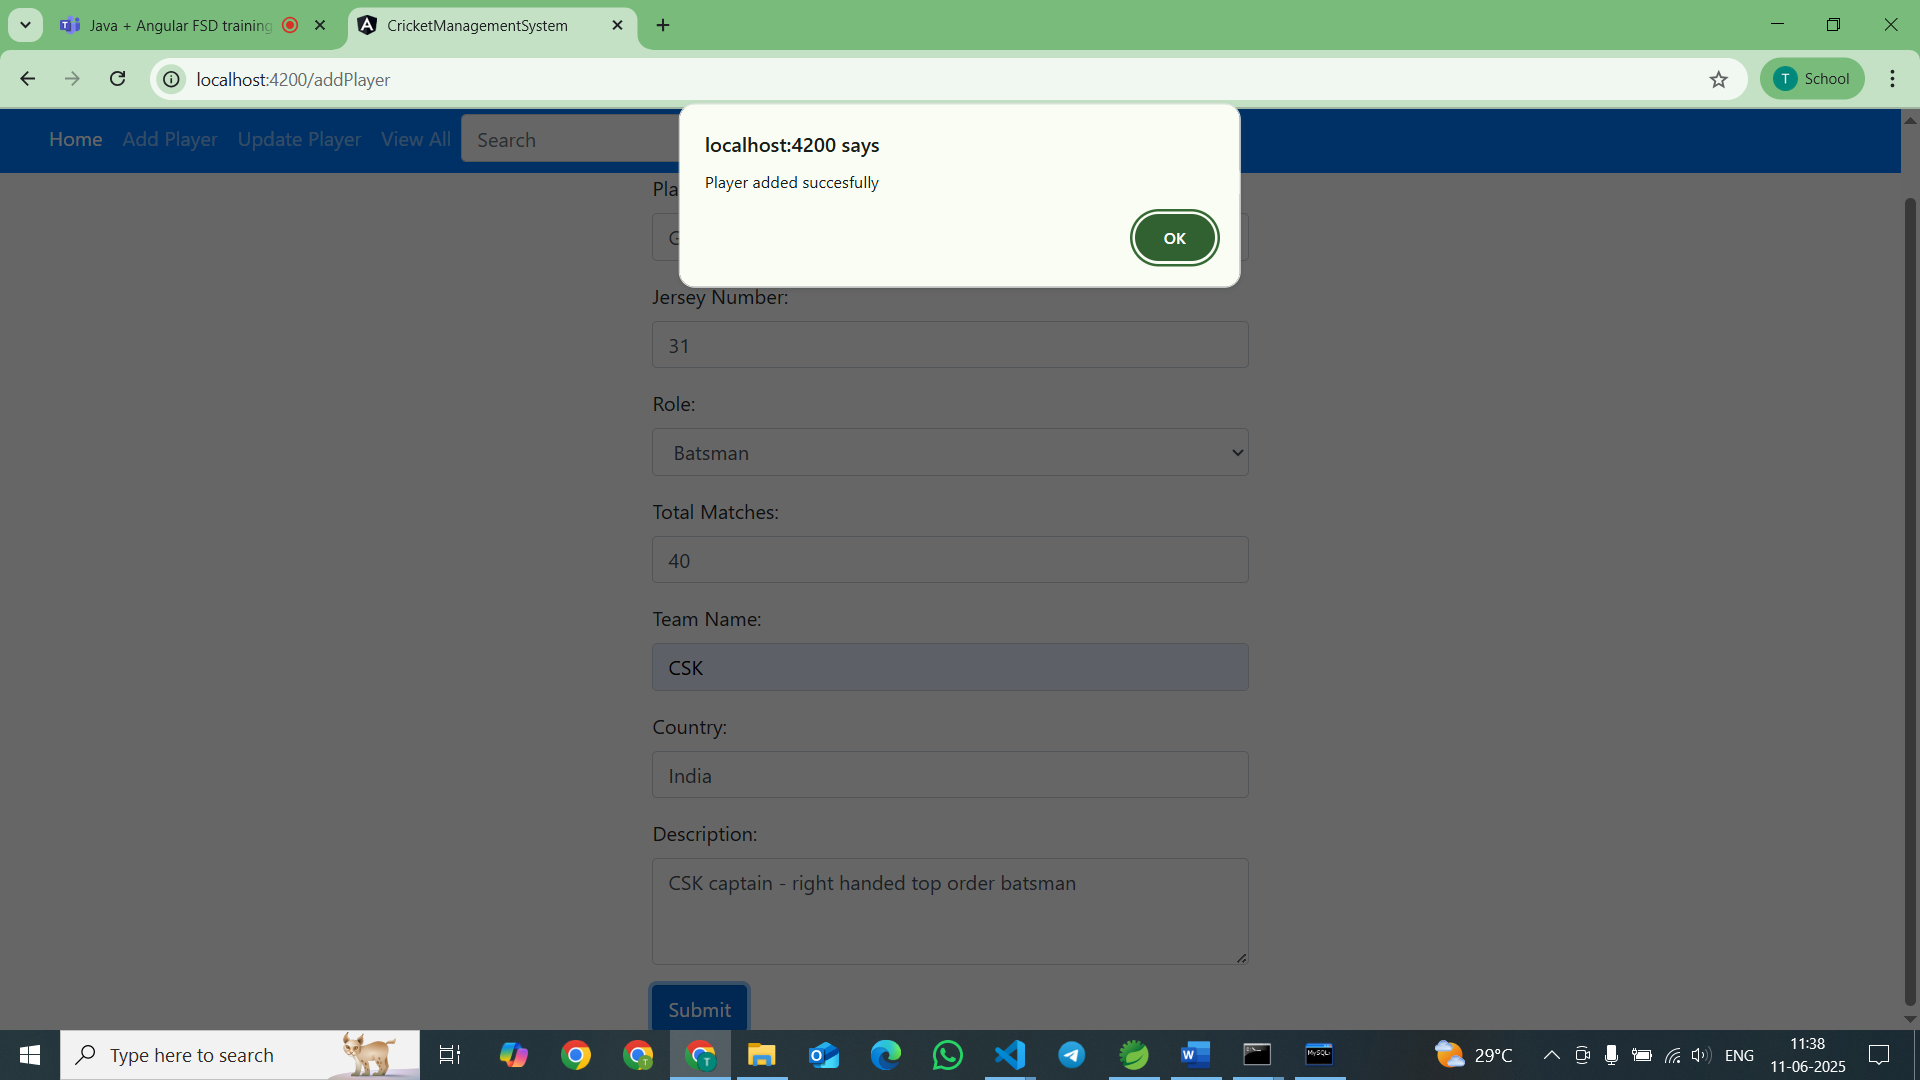 Java + Angular FSD training
CricketManagementSystem
localhost:4200/addPlayer
School
T
Home
Add Player
Update Player
View All
Search
localhost:4200 says
Player added succesfully
OK
Jersey Number:
31
Role:
Batsman
Total Matches:
40
Team Name:
CSK
Country:
India
Description:
CSK captain - right handed top order batsman
Submit
Type here to search
29°C
ENG
11:38
11-06-2025